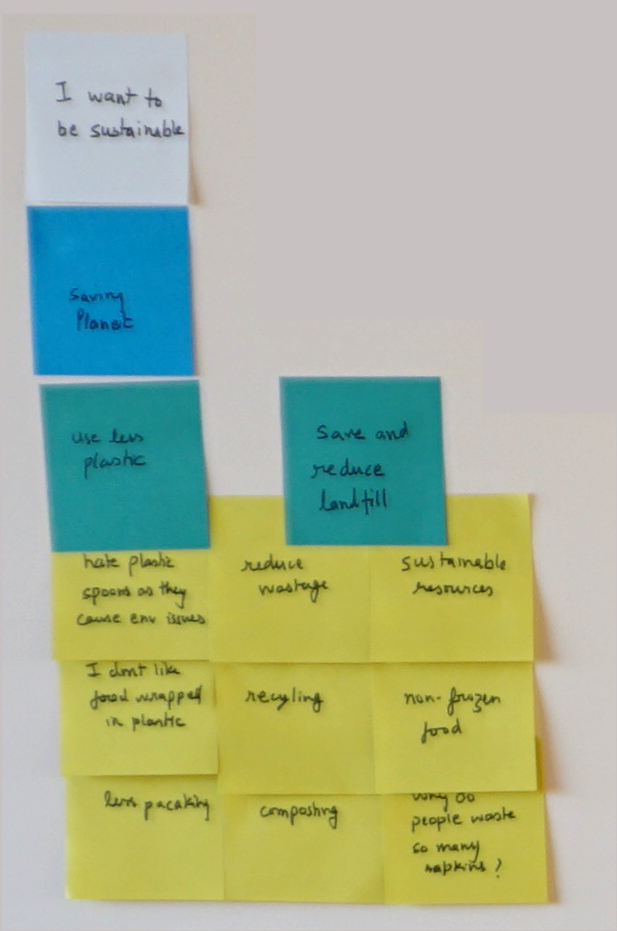 I want to
be sustainable
saving
Planet
use less
plastic
Save and
reduce
landfill
hate plastic
spoons as they
cause env issues
reduce
wastage
sustainable
resources
I dont like
food wrapped
in plastic
recyling
non-frozen
food
less pacaking
composting
why do
people waste
so many
napkins?